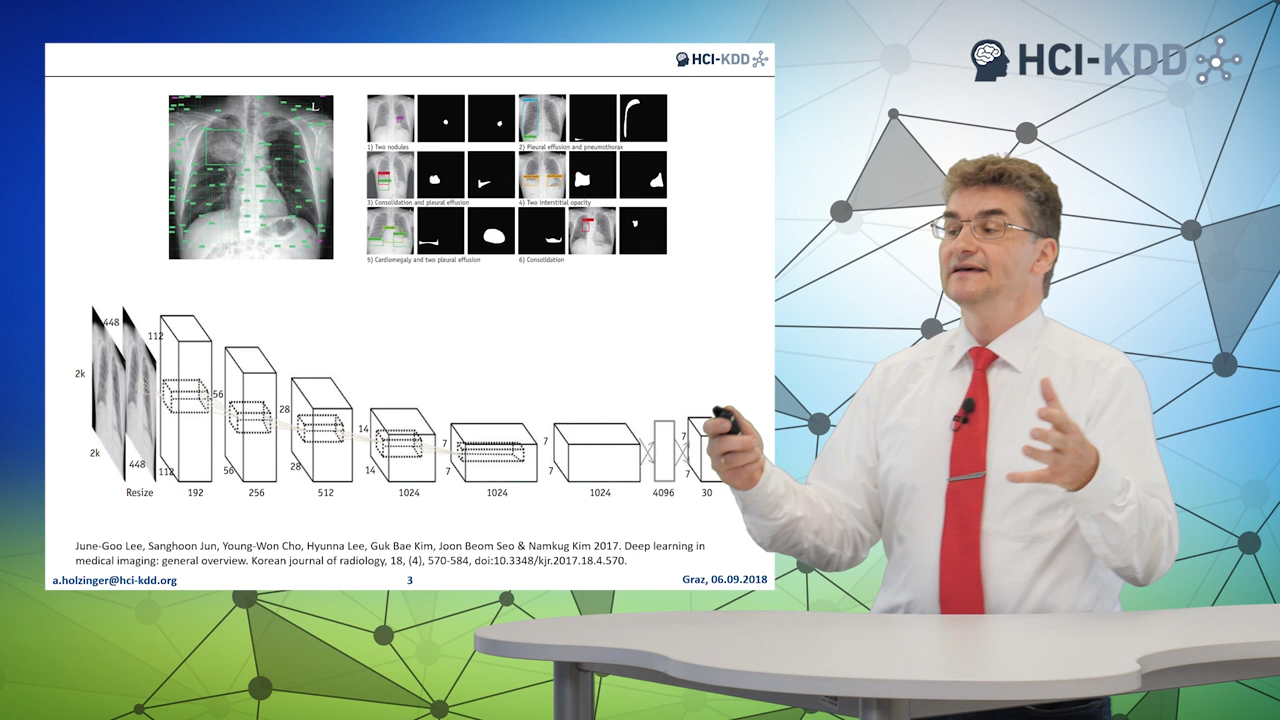 HCI-KDD
HCI-KDD
L
1) Two nodules
2) Pleural effusion and pneumothorax
3) Consolidation and pleural effusion
4) Two interstitial opacity
5) Cardiomegaly and two pleural effusion
6) Consolidation
448
112
2k
56
28
14
7
7
7
2k
448
112
56
28
14
7
7
7
Resize
192
256
512
1024
1024
1024
4096
30
June-Goo Lee, Sanghoon Jun, Young-Won Cho, Hyunna Lee, Guk Bae Kim, Joon Beom Seo & Namkug Kim 2017. Deep learning in
medical imaging: general overview. Korean journal of radiology, 18, (4), 570-584, doi:10.3348/kjr.2017.18.4.570.
a.holzinger@hci-kdd.org
3
Graz, 06.09.2018